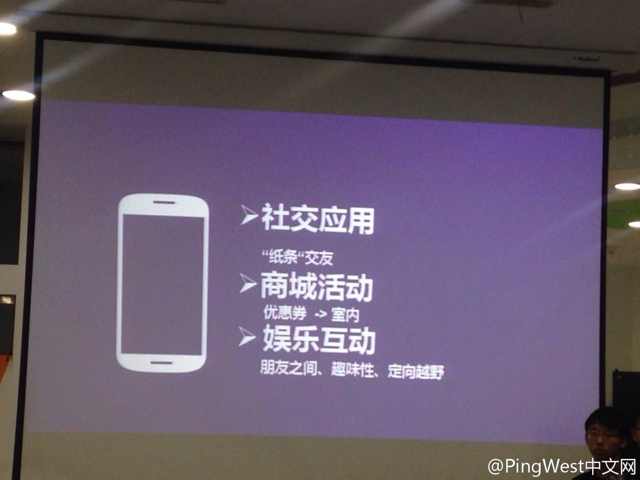 社交应用
“纸条“交友
商城活动
优惠券 -> 室内
娱乐互动
朋友之间、趣味性、定向越野
@PingWest中文网